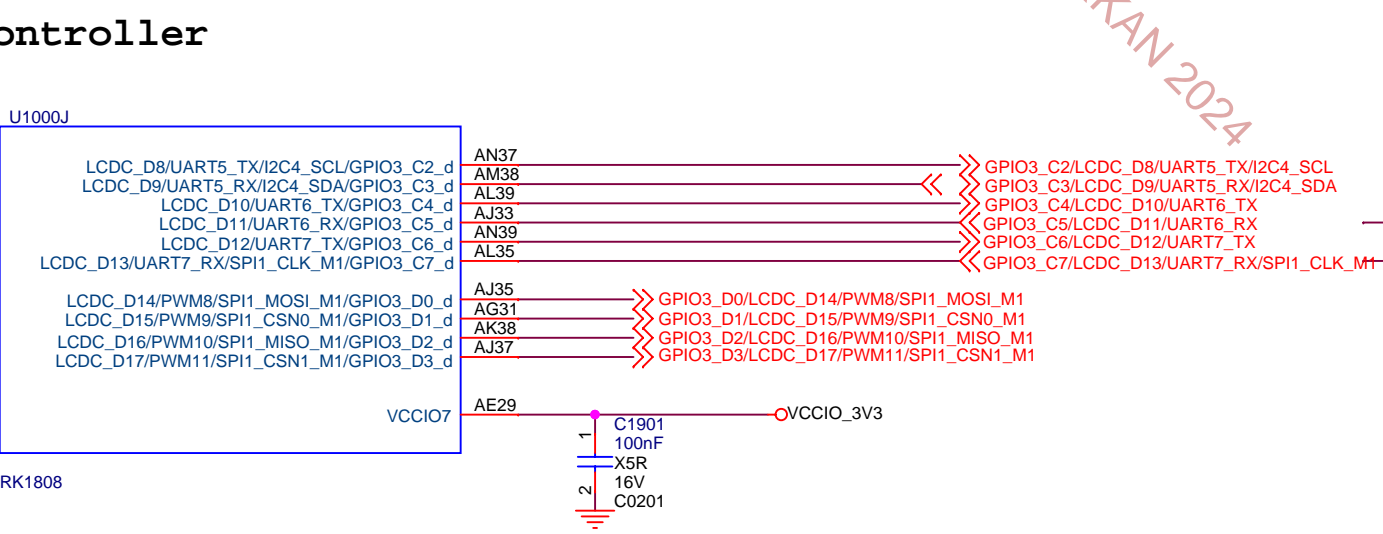 ontroller
KAN 2024
U1000J
LCDC_D8/UART5_TX/I2C4_SCL/GPIO3_C2_d AN37 GPIO3_C2/LCDC_D8/UART5_TX/I2C4_SCL
LCDC_D9/UART5_RX/I2C4_SDA/GPIO3_C3_d AM38 GPIO3_C3/LCDC_D9/UART5_RX/I2C4_SDA
LCDC_D10/UART6_TX/GPIO3_C4_d AL39 GPIO3_C4/LCDC_D10/UART6_TX
LCDC_D11/UART6_RX/GPIO3_C5_d AJ33 GPIO3_C5/LCDC_D11/UART6_RX
LCDC_D12/UART7_TX/GPIO3_C6_d AN39 GPIO3_C6/LCDC_D12/UART7_TX
LCDC_D13/UART7_RX/SPI1_CLK_M1/GPIO3_C7_d AL35 GPIO3_C7/LCDC_D13/UART7_RX/SPI1_CLK_M1
LCDC_D14/PWM8/SPI1_MOSI_M1/GPIO3_D0_d AJ35 GPIO3_D0/LCDC_D14/PWM8/SPI1_MOSI_M1
LCDC_D15/PWM9/SPI1_CSN0_M1/GPIO3_D1_d AG31 GPIO3_D1/LCDC_D15/PWM9/SPI1_CSN0_M1
LCDC_D16/PWM10/SPI1_MISO_M1/GPIO3_D2_d AK38 GPIO3_D2/LCDC_D16/PWM10/SPI1_MISO_M1
LCDC_D17/PWM11/SPI1_CSN1_M1/GPIO3_D3_d AJ37 GPIO3_D3/LCDC_D17/PWM11/SPI1_CSN1_M1
VCCIO7 AE29 VCCIO_3V3
C1901
1
100nF
X5R
2
16V
C0201
RK1808